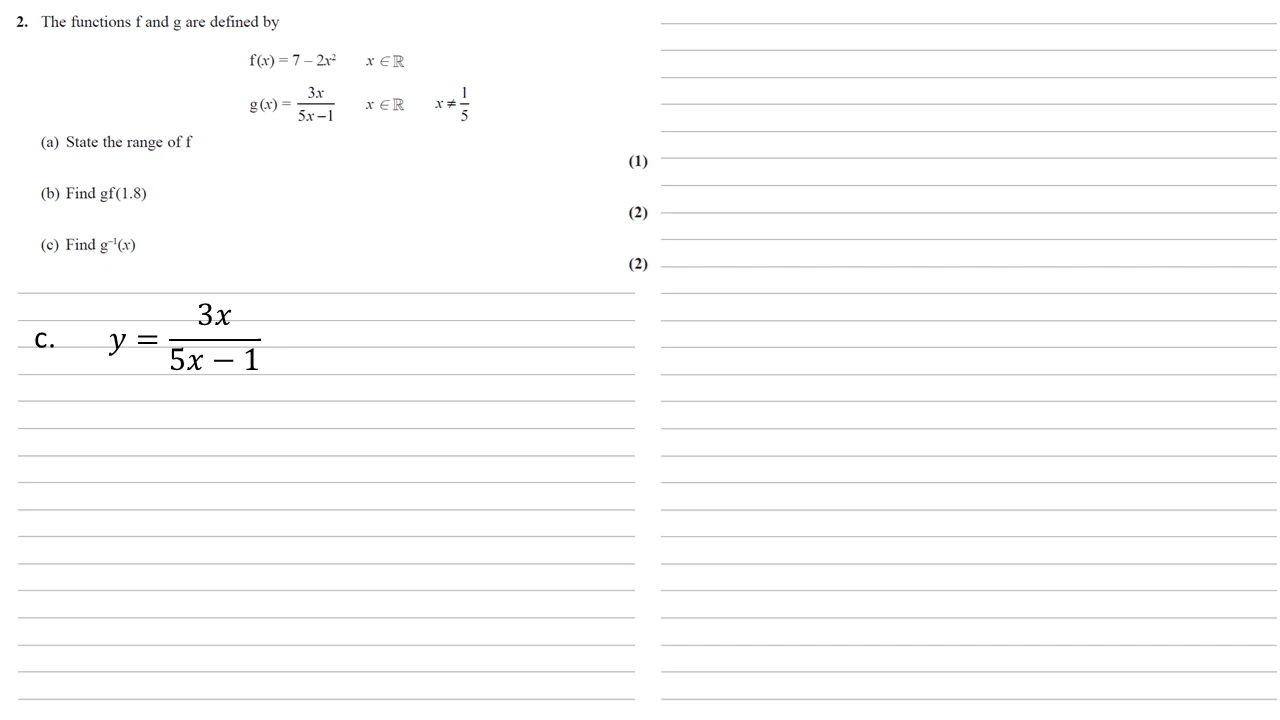 2. The functions f and g are defined by
f(x) = 7 – 2x² x ∈ ℝ
g(x) = 3x/(5x – 1) x ∈ ℝ x ≠ 1/5
(a) State the range of f
(1)
(b) Find gf(1.8)
(2)
(c) Find g⁻¹(x)
(2)
c. y = 3x/(5x − 1)